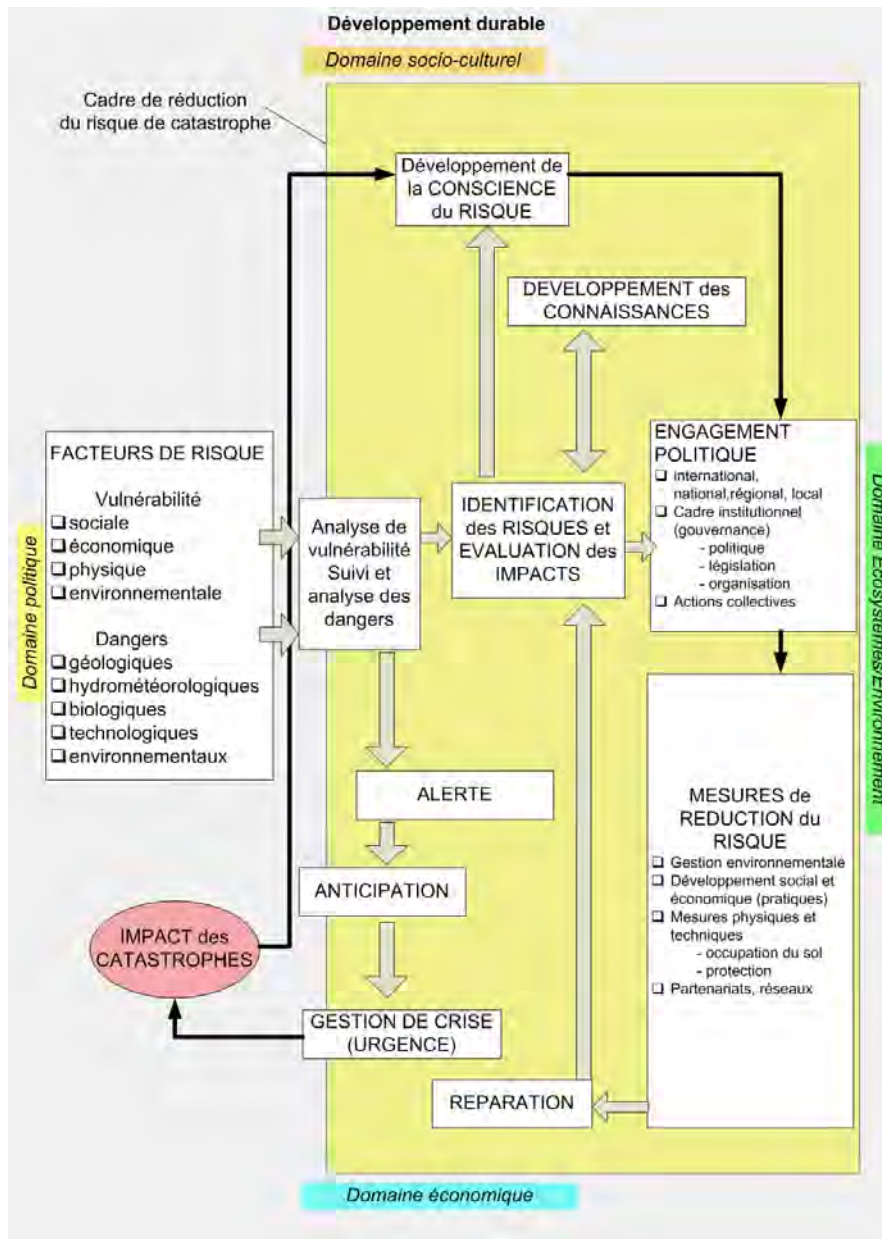 Développement durable
Domaine socio-culturel
Cadre de réduction
du risque de catastrophe
Développement de
la CONSCIENCE
du RISQUE
DEVELOPPEMENT des
CONNAISSANCES
FACTEURS DE RISQUE
Vulnérabilité
❑ sociale
❑ économique
❑ physique
❑ environnementale
Dangers
❑ géologiques
❑ hydrométéorologiques
❑ biologiques
❑ technologiques
❑ environnementaux
Domaine politique
Analyse de
vulnérabilité
Suivi et
analyse des
dangers
IDENTIFICATION
des RISQUES et
EVALUATION des
IMPACTS
ENGAGEMENT
POLITIQUE
❑ international,
national,régional, local
❑ Cadre institutionnel
(gouvernance)
- politique
- législation
- organisation
❑ Actions collectives
Domaine Ecosystèmes/Environnement
ALERTE
ANTICIPATION
IMPACT des
CATASTROPHES
GESTION DE CRISE
(URGENCE)
REPARATION
MESURES de
REDUCTION du
RISQUE
❑ Gestion environnementale
❑ Développement social et
économique (pratiques)
❑ Mesures physiques et
techniques
- occupation du sol
- protection
❑ Partenariats, réseaux
Domaine économique